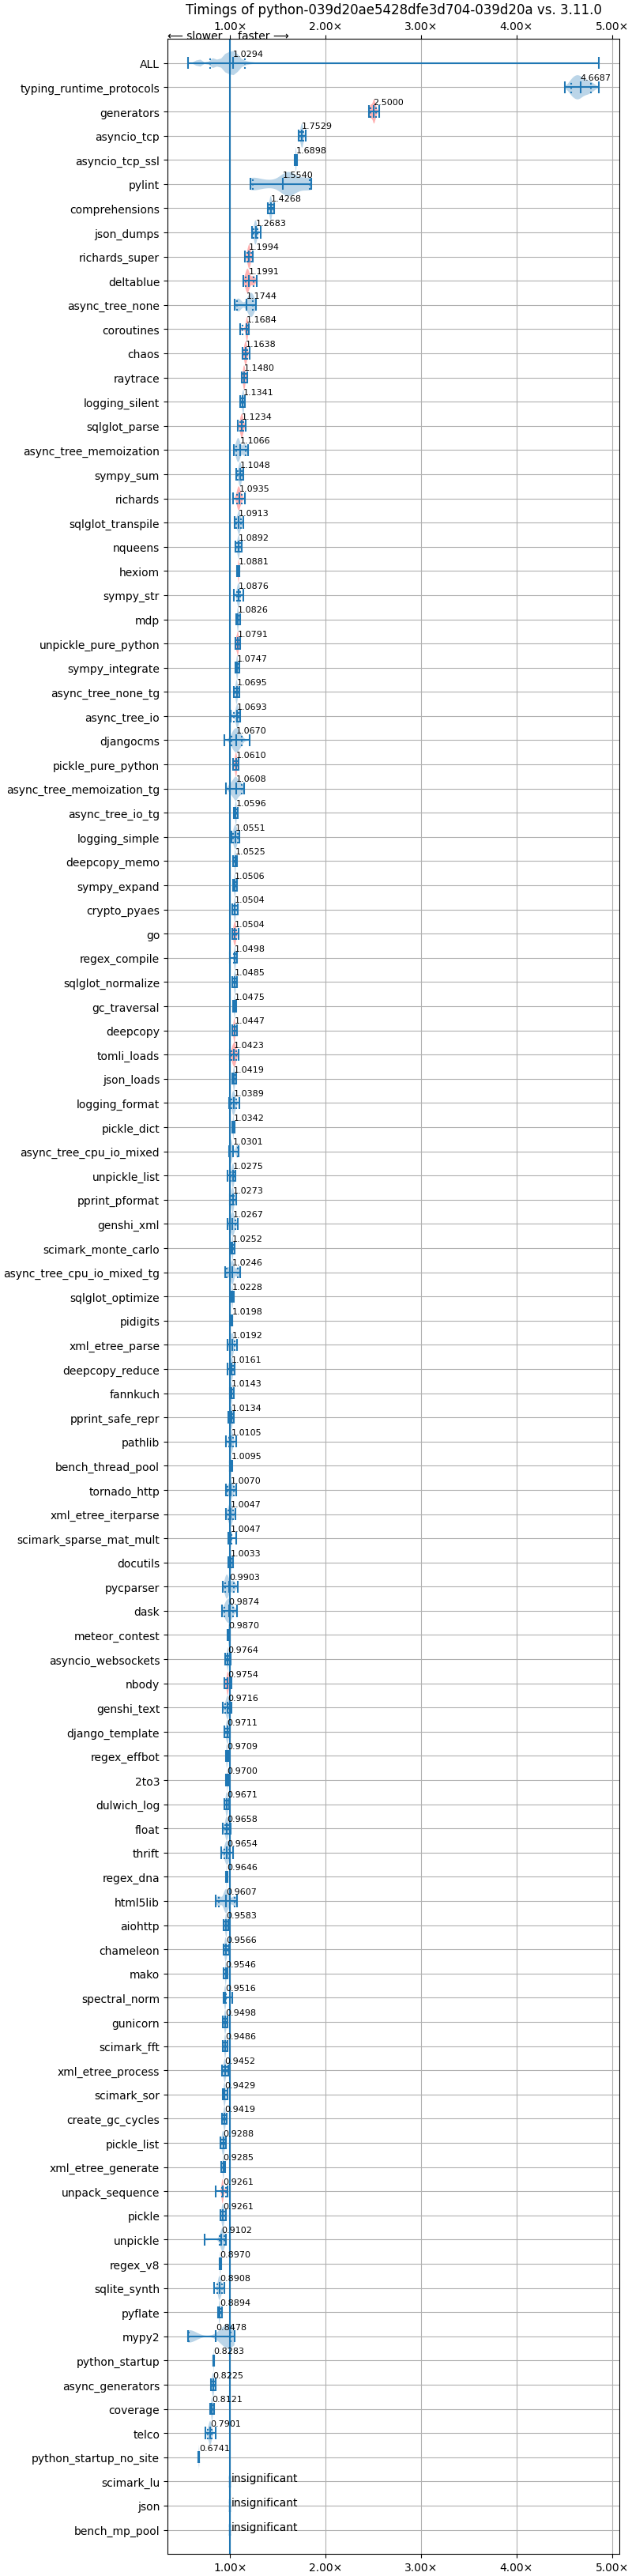 Timings of python-039d20ae5428dfe3d704-039d20a vs. 3.11.0
1.00× 2.00× 3.00× 4.00× 5.00×
⟵ slower faster ⟶
ALL 1.0294
typing_runtime_protocols 4.6687
generators 2.5000
asyncio_tcp 1.7529
asyncio_tcp_ssl 1.6898
pylint 1.5540
comprehensions 1.4268
json_dumps 1.2683
richards_super 1.1994
deltablue 1.1991
async_tree_none 1.1744
coroutines 1.1684
chaos 1.1638
raytrace 1.1480
logging_silent 1.1341
sqlglot_parse 1.1234
async_tree_memoization 1.1066
sympy_sum 1.1048
richards 1.0935
sqlglot_transpile 1.0913
nqueens 1.0892
hexiom 1.0881
sympy_str 1.0876
mdp 1.0826
unpickle_pure_python 1.0791
sympy_integrate 1.0747
async_tree_none_tg 1.0695
async_tree_io 1.0693
djangocms 1.0670
pickle_pure_python 1.0610
async_tree_memoization_tg 1.0608
async_tree_io_tg 1.0596
logging_simple 1.0551
deepcopy_memo 1.0525
sympy_expand 1.0506
crypto_pyaes 1.0504
go 1.0504
regex_compile 1.0498
sqlglot_normalize 1.0485
gc_traversal 1.0475
deepcopy 1.0447
tomli_loads 1.0423
json_loads 1.0419
logging_format 1.0389
pickle_dict 1.0342
async_tree_cpu_io_mixed 1.0301
unpickle_list 1.0275
pprint_pformat 1.0273
genshi_xml 1.0267
scimark_monte_carlo 1.0252
async_tree_cpu_io_mixed_tg 1.0246
sqlglot_optimize 1.0228
pidigits 1.0198
xml_etree_parse 1.0192
deepcopy_reduce 1.0161
fannkuch 1.0143
pprint_safe_repr 1.0134
pathlib 1.0105
bench_thread_pool 1.0095
tornado_http 1.0070
xml_etree_iterparse 1.0047
scimark_sparse_mat_mult 1.0047
docutils 1.0033
pycparser 0.9903
dask 0.9874
meteor_contest 0.9870
asyncio_websockets 0.9764
nbody 0.9754
genshi_text 0.9716
django_template 0.9711
regex_effbot 0.9709
2to3 0.9700
dulwich_log 0.9671
float 0.9658
thrift 0.9654
regex_dna 0.9646
html5lib 0.9607
aiohttp 0.9583
chameleon 0.9566
mako 0.9546
spectral_norm 0.9516
gunicorn 0.9498
scimark_fft 0.9486
xml_etree_process 0.9452
scimark_sor 0.9429
create_gc_cycles 0.9419
pickle_list 0.9288
xml_etree_generate 0.9285
unpack_sequence 0.9261
pickle 0.9261
unpickle 0.9102
regex_v8 0.8970
sqlite_synth 0.8908
pyflate 0.8894
mypy2 0.8478
python_startup 0.8283
async_generators 0.8225
coverage 0.8121
telco 0.7901
python_startup_no_site 0.6741
scimark_lu insignificant
json insignificant
bench_mp_pool insignificant
1.00× 2.00× 3.00× 4.00× 5.00×